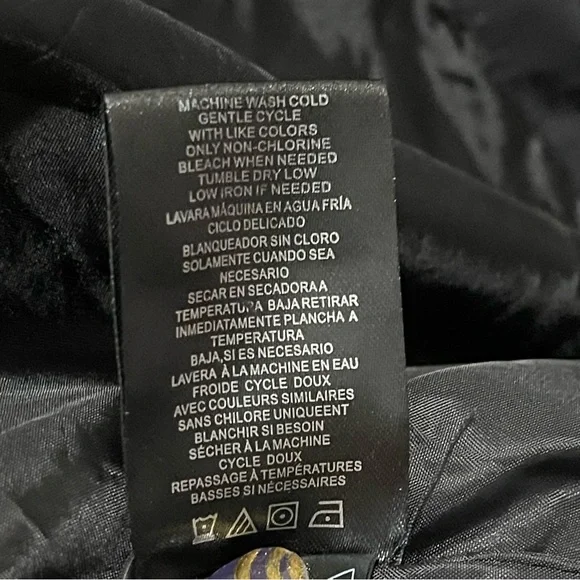 MACHINE WASH COLD
GENTLE CYCLE
WITH LIKE COLORS
ONLY NON-CHLORINE
BLEACH WHEN NEEDED
TUMBLE DRY LOW
LOW IRON IF NEEDED
LAVARA MÁQUINA EN AGUA FRÍA
CICLO DELICADO
BLANQUEADOR SIN CLORO
SOLAMENTE CUANDO SEA
NECESARIO
SECAR EN SECADORA A
TEMPERATURA BAJA RETIRAR
INMEDIATAMENTE PLANCHA A
TEMPERATURA
BAJA,SI ES NECESARIO
LAVERA À LA MACHINE EN EAU
FROIDE CYCLE DOUX
AVEC COULEURS SIMILAIRES
SANS CHILORE UNIQUEENT
BLANCHIR SI BESOIN
SÉCHER À LA MACHINE
CYCLE DOUX
REPASSAGE À TEMPÉRATURES
BASSES SI NÉCESSAIRES